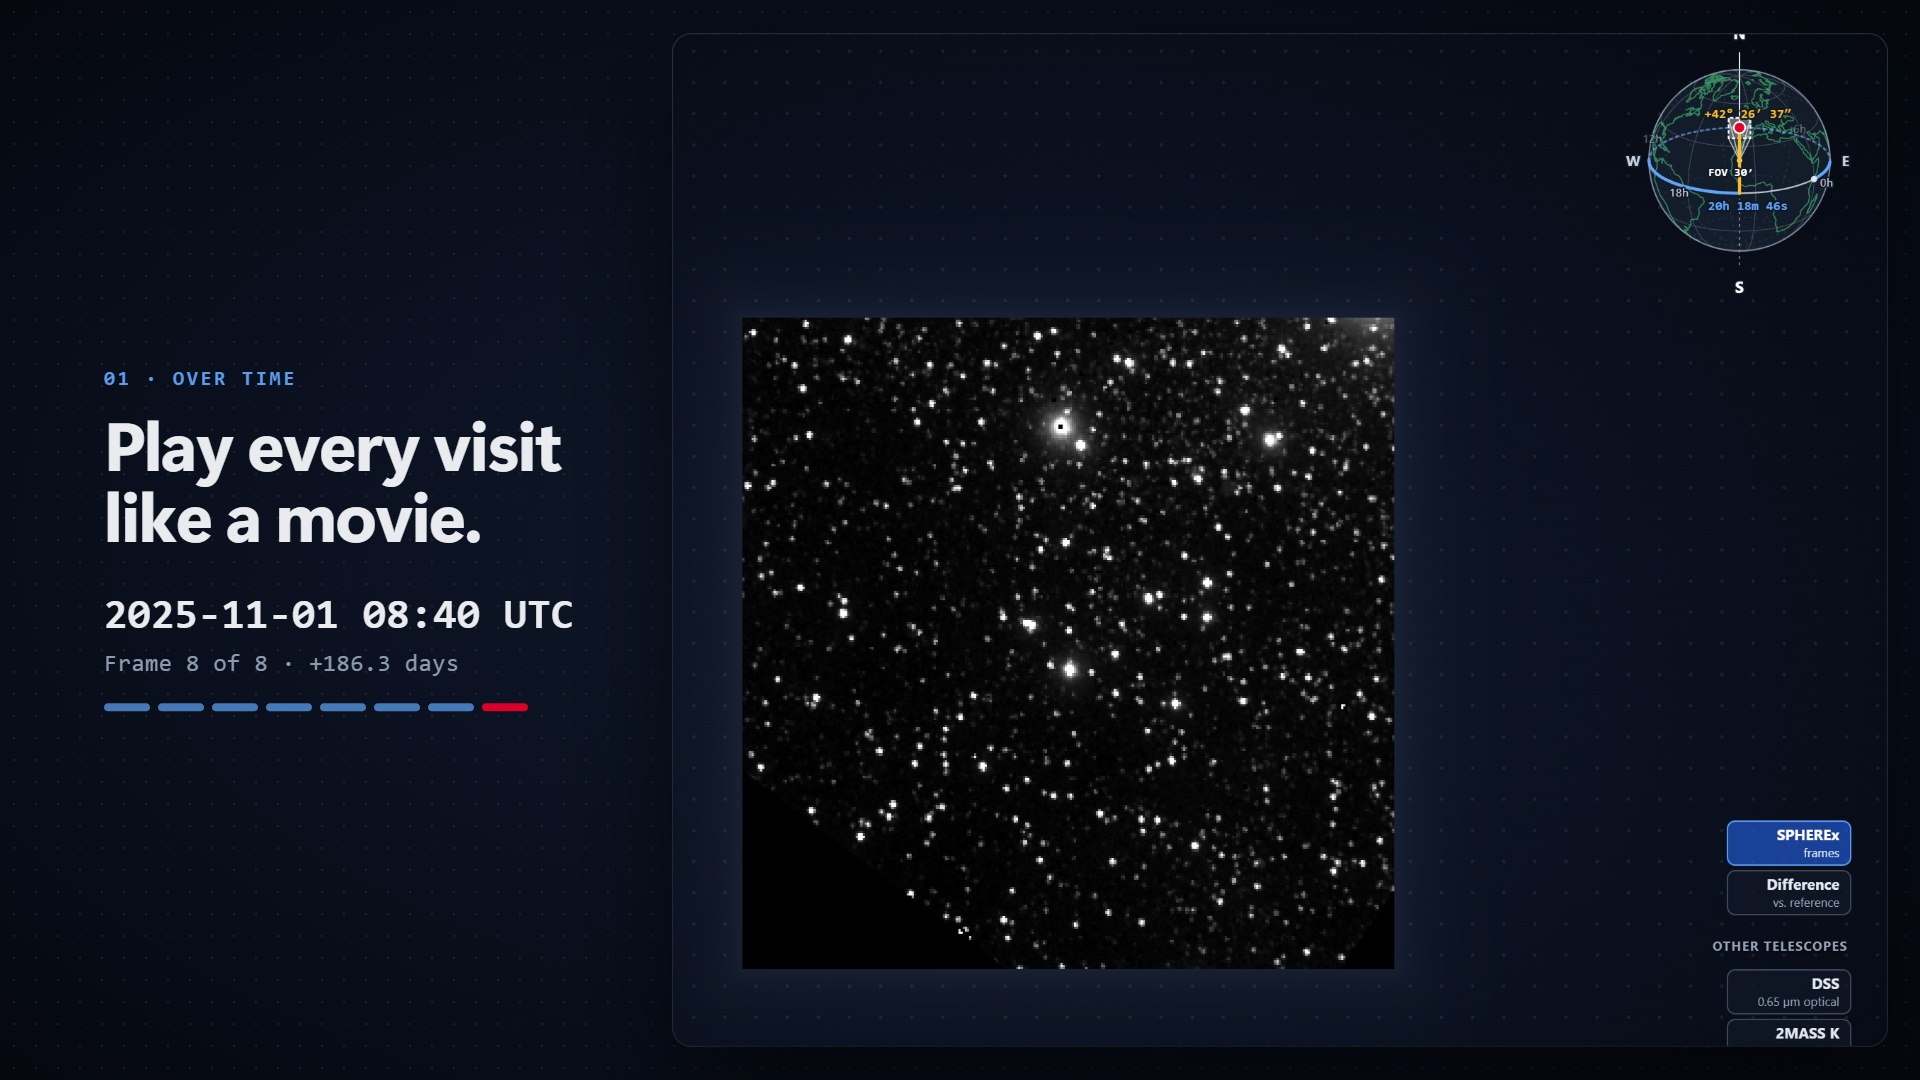 01 · OVER TIME
Play every visit
like a movie.
2025-11-01 08:40 UTC
Frame 8 of 8 · +186.3 days
N
+42° 26′ 37″
12h
6h
W
E
FOV 30′
18h
0h
20h 18m 46s
S
SPHEREx
frames
Difference
vs. reference
OTHER TELESCOPES
DSS
0.65 µm optical
2MASS K